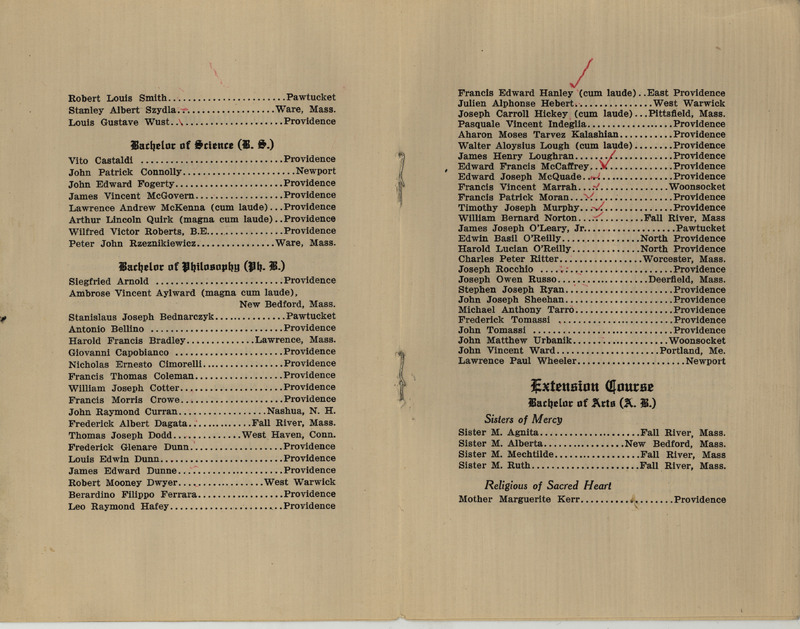 Robert Louis Smith.......................Pawtucket
Stanley Albert Szydla....................Ware, Mass.
Louis Gustave Wust.......................Providence
Bachelor of Science (B. S.)
Vito Castaldi ............................Providence
John Patrick Connolly.......................Newport
John Edward Fogerty......................Providence
James Vincent McGovern..................Providence
Lawrence Andrew McKenna (cum laude)...Providence
Arthur Lincoln Quirk (magna cum laude)..Providence
Wilfred Victor Roberts, B.E...............Providence
Peter John Rzeznikiewicz................Ware, Mass.
Bachelor of Philosophy (Ph. B.)
Siegfried Arnold ..........................Providence
Ambrose Vincent Aylward (magna cum laude),
New Bedford, Mass.
Stanislaus Joseph Bednarczyk..............Pawtucket
Antonio Bellino ...........................Providence
Harold Francis Bradley..............Lawrence, Mass.
Giovanni Capobianco ......................Providence
Nicholas Ernesto Cimorelli.................Providence
Francis Thomas Coleman..................Providence
William Joseph Cotter.....................Providence
Francis Morris Crowe.....................Providence
John Raymond Curran..................Nashua, N. H.
Frederick Albert Dagata.............Fall River, Mass.
Thomas Joseph Dodd..............West Haven, Conn.
Frederick Glenare Dunn...................Providence
Louis Edwin Dunn.........................Providence
James Edward Dunne.....................Providence
Robert Mooney Dwyer..................West Warwick
Berardino Filippo Ferrara..................Providence
Leo Raymond Hafey.......................Providence
Francis Edward Hanley (cum laude)..East Providence
Julien Alphonse Hebert................West Warwick
Joseph Carroll Hickey (cum laude)...Pittsfield, Mass.
Pasquale Vincent Indeglia..................Providence
Aharon Moses Tarvez Kalashian...........Providence
Walter Aloysius Lough (cum laude)........Providence
James Henry Loughran....................Providence
Edward Francis McCaffrey.................Providence
Edward Joseph McQuade...................Providence
Francis Vincent Marrah..................Woonsocket
Francis Patrick Moran.....................Providence
Timothy Joseph Murphy...................Providence
William Bernard Norton..............Fall River, Mass
James Joseph O'Leary, Jr..................Pawtucket
Edwin Basil O'Reilly................North Providence
Harold Lucian O'Reilly..............North Providence
Charles Peter Ritter.................Worcester, Mass.
Joseph Rocchio ...........................Providence
Joseph Owen Russo..................Deerfield, Mass.
Stephen Joseph Ryan......................Providence
John Joseph Sheehan......................Providence
Michael Anthony Tarro....................Providence
Frederick Tomassi ........................Providence
John Tomassi .............................Providence
John Matthew Urbanik...................Woonsocket
John Vincent Ward.....................Portland, Me.
Lawrence Paul Wheeler......................Newport
Extension Course
Bachelor of Arts (A. B.)
Sisters of Mercy
Sister M. Agnita....................Fall River, Mass.
Sister M. Alberta................New Bedford, Mass.
Sister M. Mechtilde.................Fall River, Mass
Sister M. Ruth......................Fall River, Mass.
Religious of Sacred Heart
Mother Marguerite Kerr...................Providence